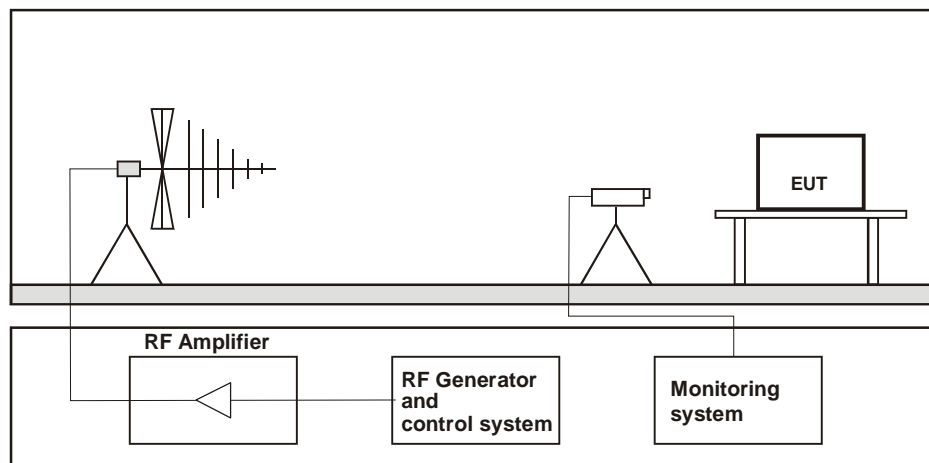 EUT
RF Amplifier
RF Generator
and
control system
Monitoring
system